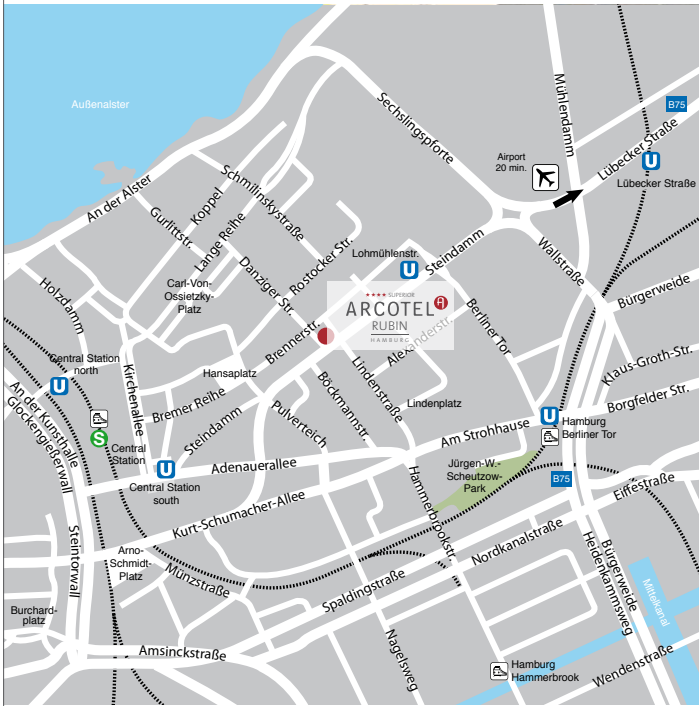 Außenalster
An der Alster
Sechslingspforte
Mühlendamm
B75
Lübecker Straße
Airport
20 min.
U
Lübecker Straße
Koppel
Schmilinskystraße
Gurlittstr.
Lange Reihe
Danziger Str.
Rostocker Str.
Lohmühlenstr.
U
Steindamm
Wallstraße
Carl-Von-
Ossietzky-
Platz
Holzdamm
★★★★ SUPERIOR
ARCOTEL
RUBIN
HAMBURG
Bürgerweide
Berliner Tor
Alexanderstr.
Brennerstr.
Central Station
north
U
Kirchenallee
Hansaplatz
Lindenstraße
Böckmannstr.
Klaus-Groth-Str.
Borgfelder Str.
An der Kunsthalle
Glockengießerwall
Bremer Reihe
Steindamm
Pulverteich
Lindenplatz
S
Central
Station
U
Central Station
south
Adenauerallee
Am Strohhause
U
Hamburg
Berliner Tor
Jürgen-W.-
Scheutzow-
Park
B75
Eiffestraße
Kurt-Schumacher-Allee
Hammerbrookstr.
Nordkanalstraße
Steintorwall
Arno-
Schmidt-
Platz
Münzstraße
Spaldingstraße
Bürgerweide
Heidenkammsweg
Mittelkanal
Burchard-
platz
Amsinckstraße
Nagelsweg
Hamburg
Hammerbrook
Wendenstraße